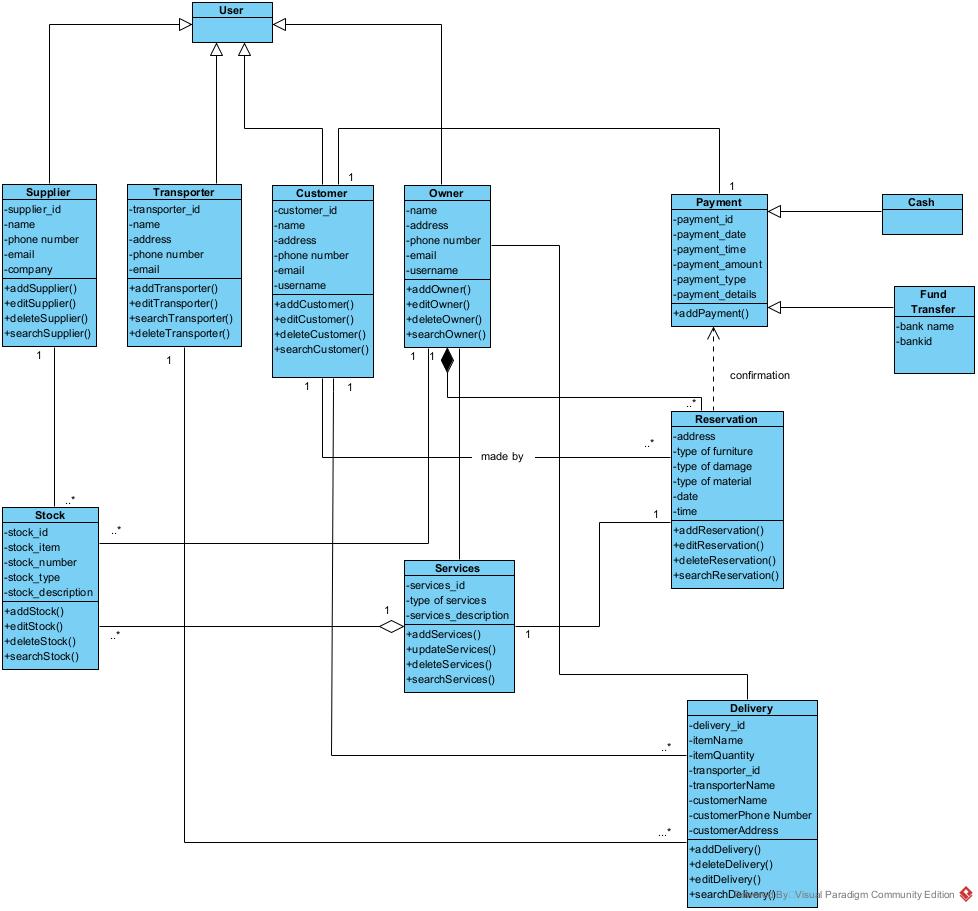 User
1
1
Supplier
-supplier_id
-name
-phone number
-email
-company
+addSupplier()
+editSupplier()
+deleteSupplier()
+searchSupplier()
Transporter
-transporter_id
-name
-address
-phone number
-email
+addTransporter()
+editTransporter()
+searchTransporter()
+deleteTransporter()
Customer
-customer_id
-name
-address
-phone number
-email
-username
+addCustomer()
+editCustomer()
+deleteCustomer()
+searchCustomer()
Owner
-name
-address
-phone number
-email
-username
+addOwner()
+editOwner()
+deleteOwner()
+searchOwner()
Payment
-payment_id
-payment_date
-payment_time
-payment_amount
-payment_type
-payment_details
+addPayment()
Cash
Fund
Transfer
-bank name
-bankid
1
1
1
1
1
1
confirmation
..*
..*
made by
Reservation
-address
-type of furniture
-type of damage
-type of material
-date
-time
+addReservation()
+editReservation()
+deleteReservation()
+searchReservation()
1
..*
..*
Stock
-stock_id
-stock_item
-stock_number
-stock_type
-stock_description
+addStock()
+editStock()
+deleteStock()
+searchStock()
..*
1
Services
-services_id
-type of services
-services_description
+addServices()
+updateServices()
+deleteServices()
+searchServices()
1
..*
...*
Delivery
-delivery_id
-itemName
-itemQuantity
-transporter_id
-transporterName
-customerName
-customerPhone Number
-customerAddress
+addDelivery()
+deleteDelivery()
+editDelivery()
+searchDelivery()
By Visual Paradigm Community Edition